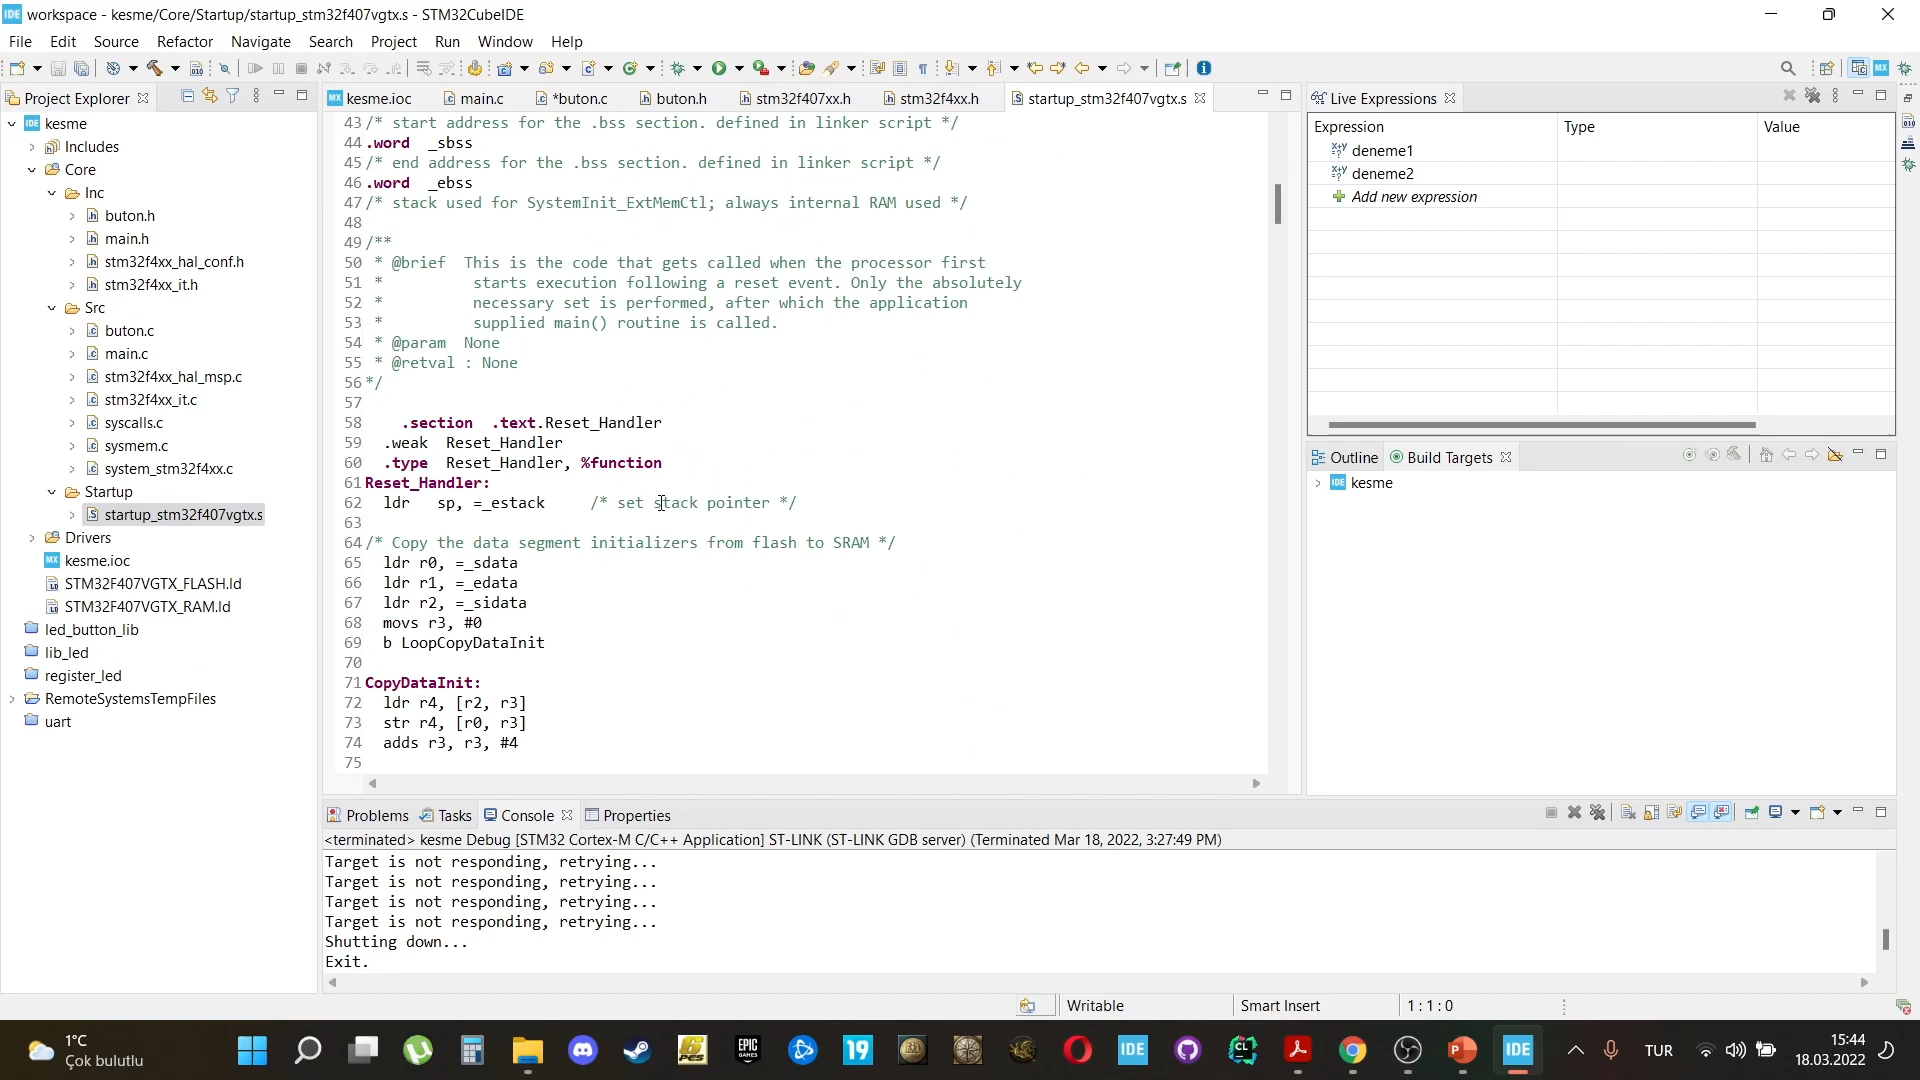 workspace - kesme/Core/Startup/startup_stm32f407vgtx.s - STM32CubeIDE
File Edit Source Refactor Navigate Search Project Run Window Help
Project Explorer
kesme
Includes
Core
Inc
buton.h
main.h
stm32f4xx_hal_conf.h
stm32f4xx_it.h
Src
buton.c
main.c
stm32f4xx_hal_msp.c
stm32f4xx_it.c
syscalls.c
sysmem.c
system_stm32f4xx.c
Startup
startup_stm32f407vgtx.s
Drivers
kesme.ioc
STM32F407VGTX_FLASH.ld
STM32F407VGTX_RAM.ld
led_button_lib
lib_led
register_led
RemoteSystemsTempFiles
uart
kesme.ioc main.c *buton.c buton.h stm32f407xx.h stm32f4xx.h startup_stm32f407vgtx.s
43 /* start address for the .bss section. defined in linker script */
44 .word _sbss
45 /* end address for the .bss section. defined in linker script */
46 .word _ebss
47 /* stack used for SystemInit_ExtMemCtl; always internal RAM used */
48
49 /**
50 * @brief This is the code that gets called when the processor first
51 * starts execution following a reset event. Only the absolutely
52 * necessary set is performed, after which the application
53 * supplied main() routine is called.
54 * @param None
55 * @retval : None
56 */
57
58 .section .text.Reset_Handler
59 .weak Reset_Handler
60 .type Reset_Handler, %function
61 Reset_Handler:
62 ldr sp, =_estack /* set stack pointer */
63
64 /* Copy the data segment initializers from flash to SRAM */
65 ldr r0, =_sdata
66 ldr r1, =_edata
67 ldr r2, =_sidata
68 movs r3, #0
69 b LoopCopyDataInit
70
71 CopyDataInit:
72 ldr r4, [r2, r3]
73 str r4, [r0, r3]
74 adds r3, r3, #4
75
Live Expressions
Expression Type Value
deneme1
deneme2
Add new expression
Outline Build Targets
kesme
Problems Tasks Console Properties
<terminated> kesme Debug [STM32 Cortex-M C/C++ Application] ST-LINK (ST-LINK GDB server) (Terminated Mar 18, 2022, 3:27:49 PM)
Target is not responding, retrying...
Target is not responding, retrying...
Target is not responding, retrying...
Target is not responding, retrying...
Shutting down...
Exit.
Writable Smart Insert 1 : 1 : 0
1°C
Çok bulutlu
TUR
15:44
18.03.2022